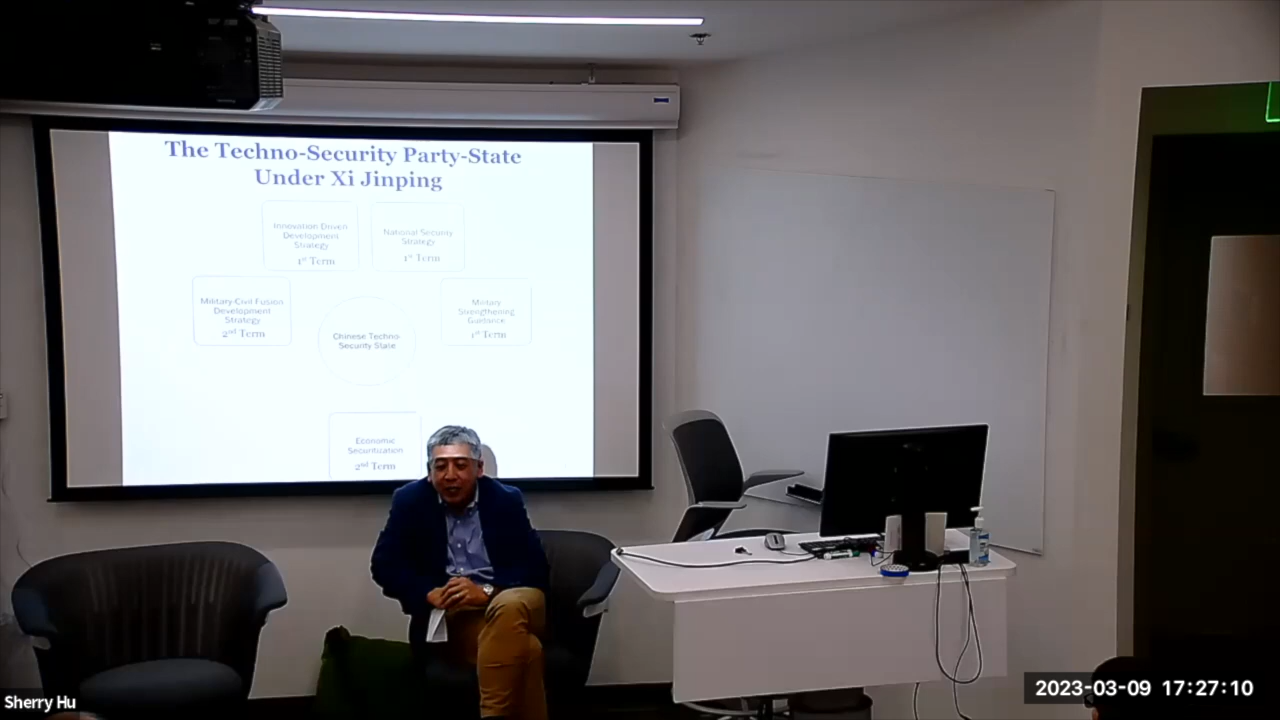 The Techno-Security Party-State
Under Xi Jinping
Innovation Driven
Development
Strategy
1st Term
National Security
Strategy
1st Term
Military-Civil Fusion
Development
Strategy
2nd Term
Military
Strengthening
Guidance
1st Term
Chinese Techno-
Security State
Economic
Securitization
2nd Term
Sherry Hu
2023-03-09 17:27:10